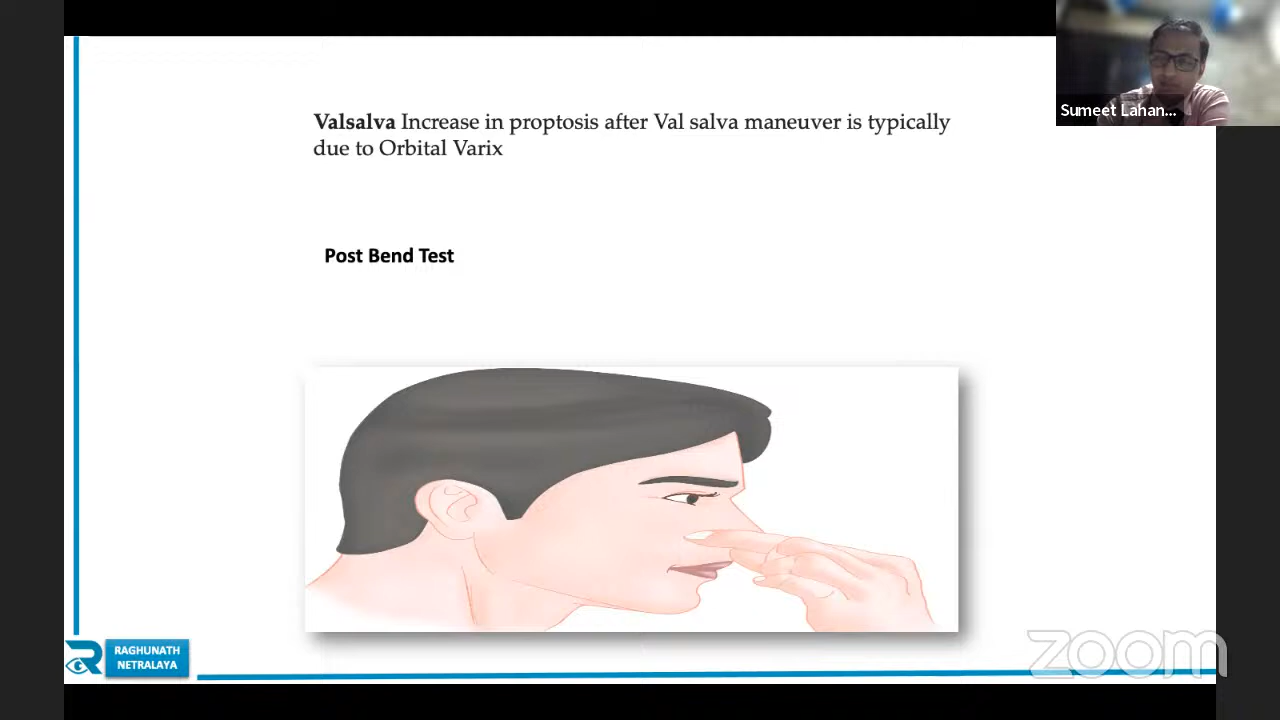 Sumeet Lahan...
Valsalva Increase in proptosis after Val salva maneuver is typically
due to Orbital Varix
Post Bend Test
RAGHUNATH
NETRALAYA
zoom